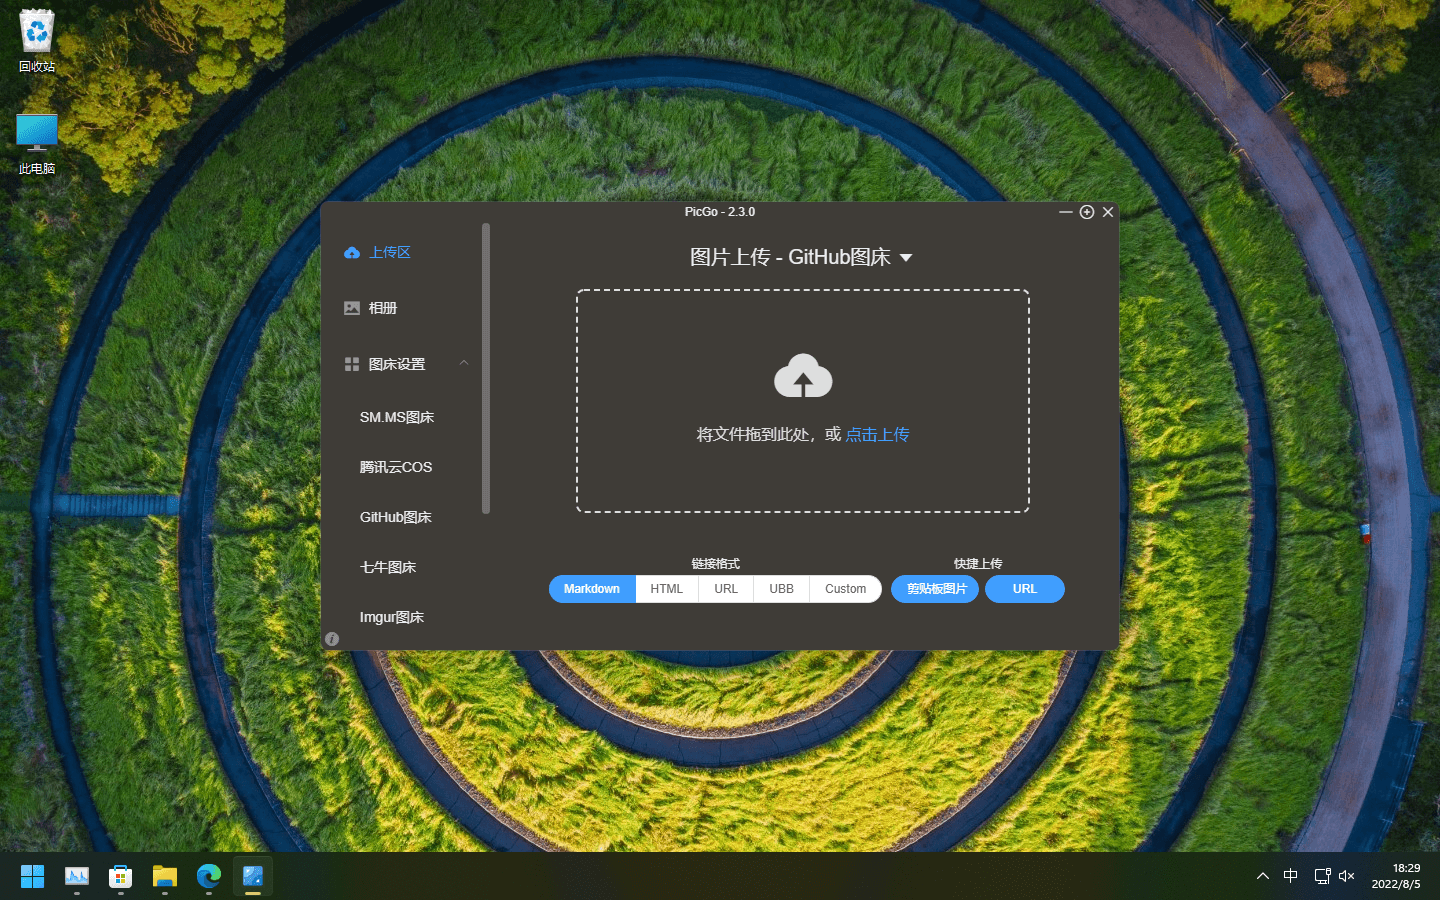 回收站
此电脑
PicGo - 2.3.0
上传区
相册
图床设置
SM.MS图床
腾讯云COS
GitHub图床
七牛图床
Imgur图床
图片上传 - GitHub图床
将文件拖到此处，或 点击上传
链接格式
Markdown HTML URL UBB Custom
快捷上传
剪贴板图片 URL
中
18:29
2022/8/5